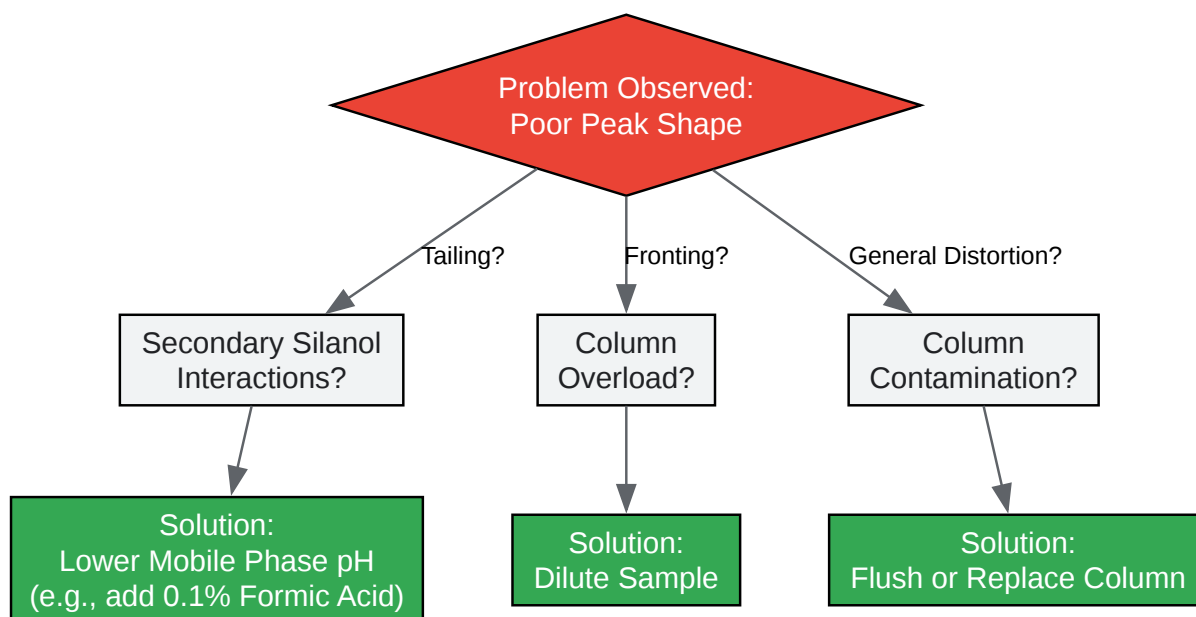 Problem Observed:
Poor Peak Shape
Tailing?
Fronting?
General Distortion?
Secondary Silanol
Interactions?
Column
Overload?
Column
Contamination?
Solution:
Lower Mobile Phase pH
(e.g., add 0.1% Formic Acid)
Solution:
Dilute Sample
Solution:
Flush or Replace Column